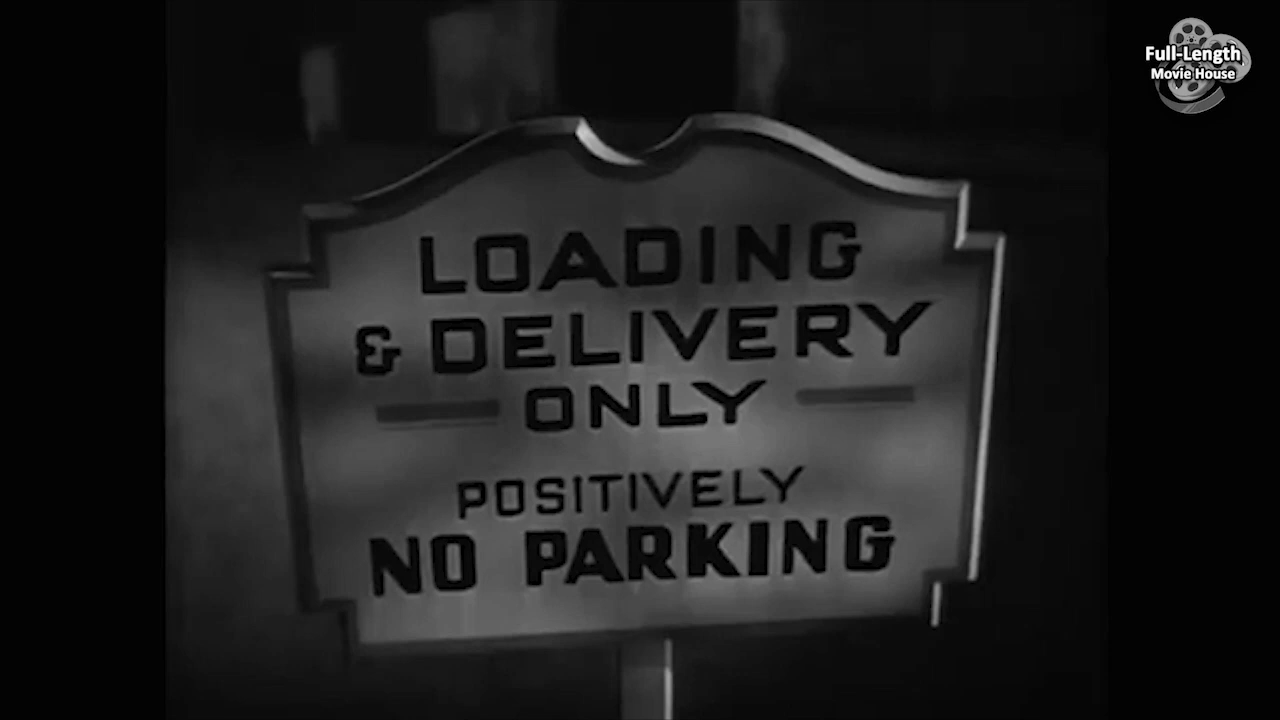 Full-Length
Movie House
LOADING
& DELIVERY
ONLY
POSITIVELY
NO PARKING